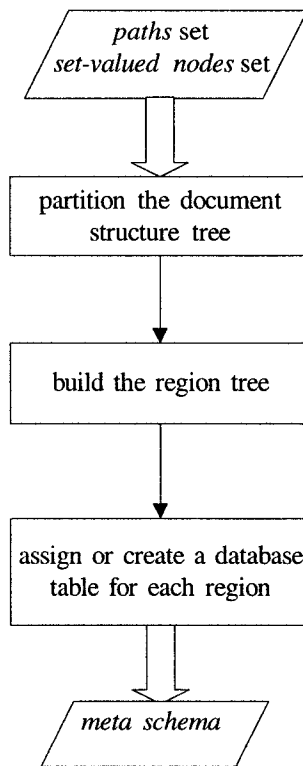 paths set
set-valued nodes set
partition the document
structure tree
build the region tree
assign or create a database
table for each region
meta schema